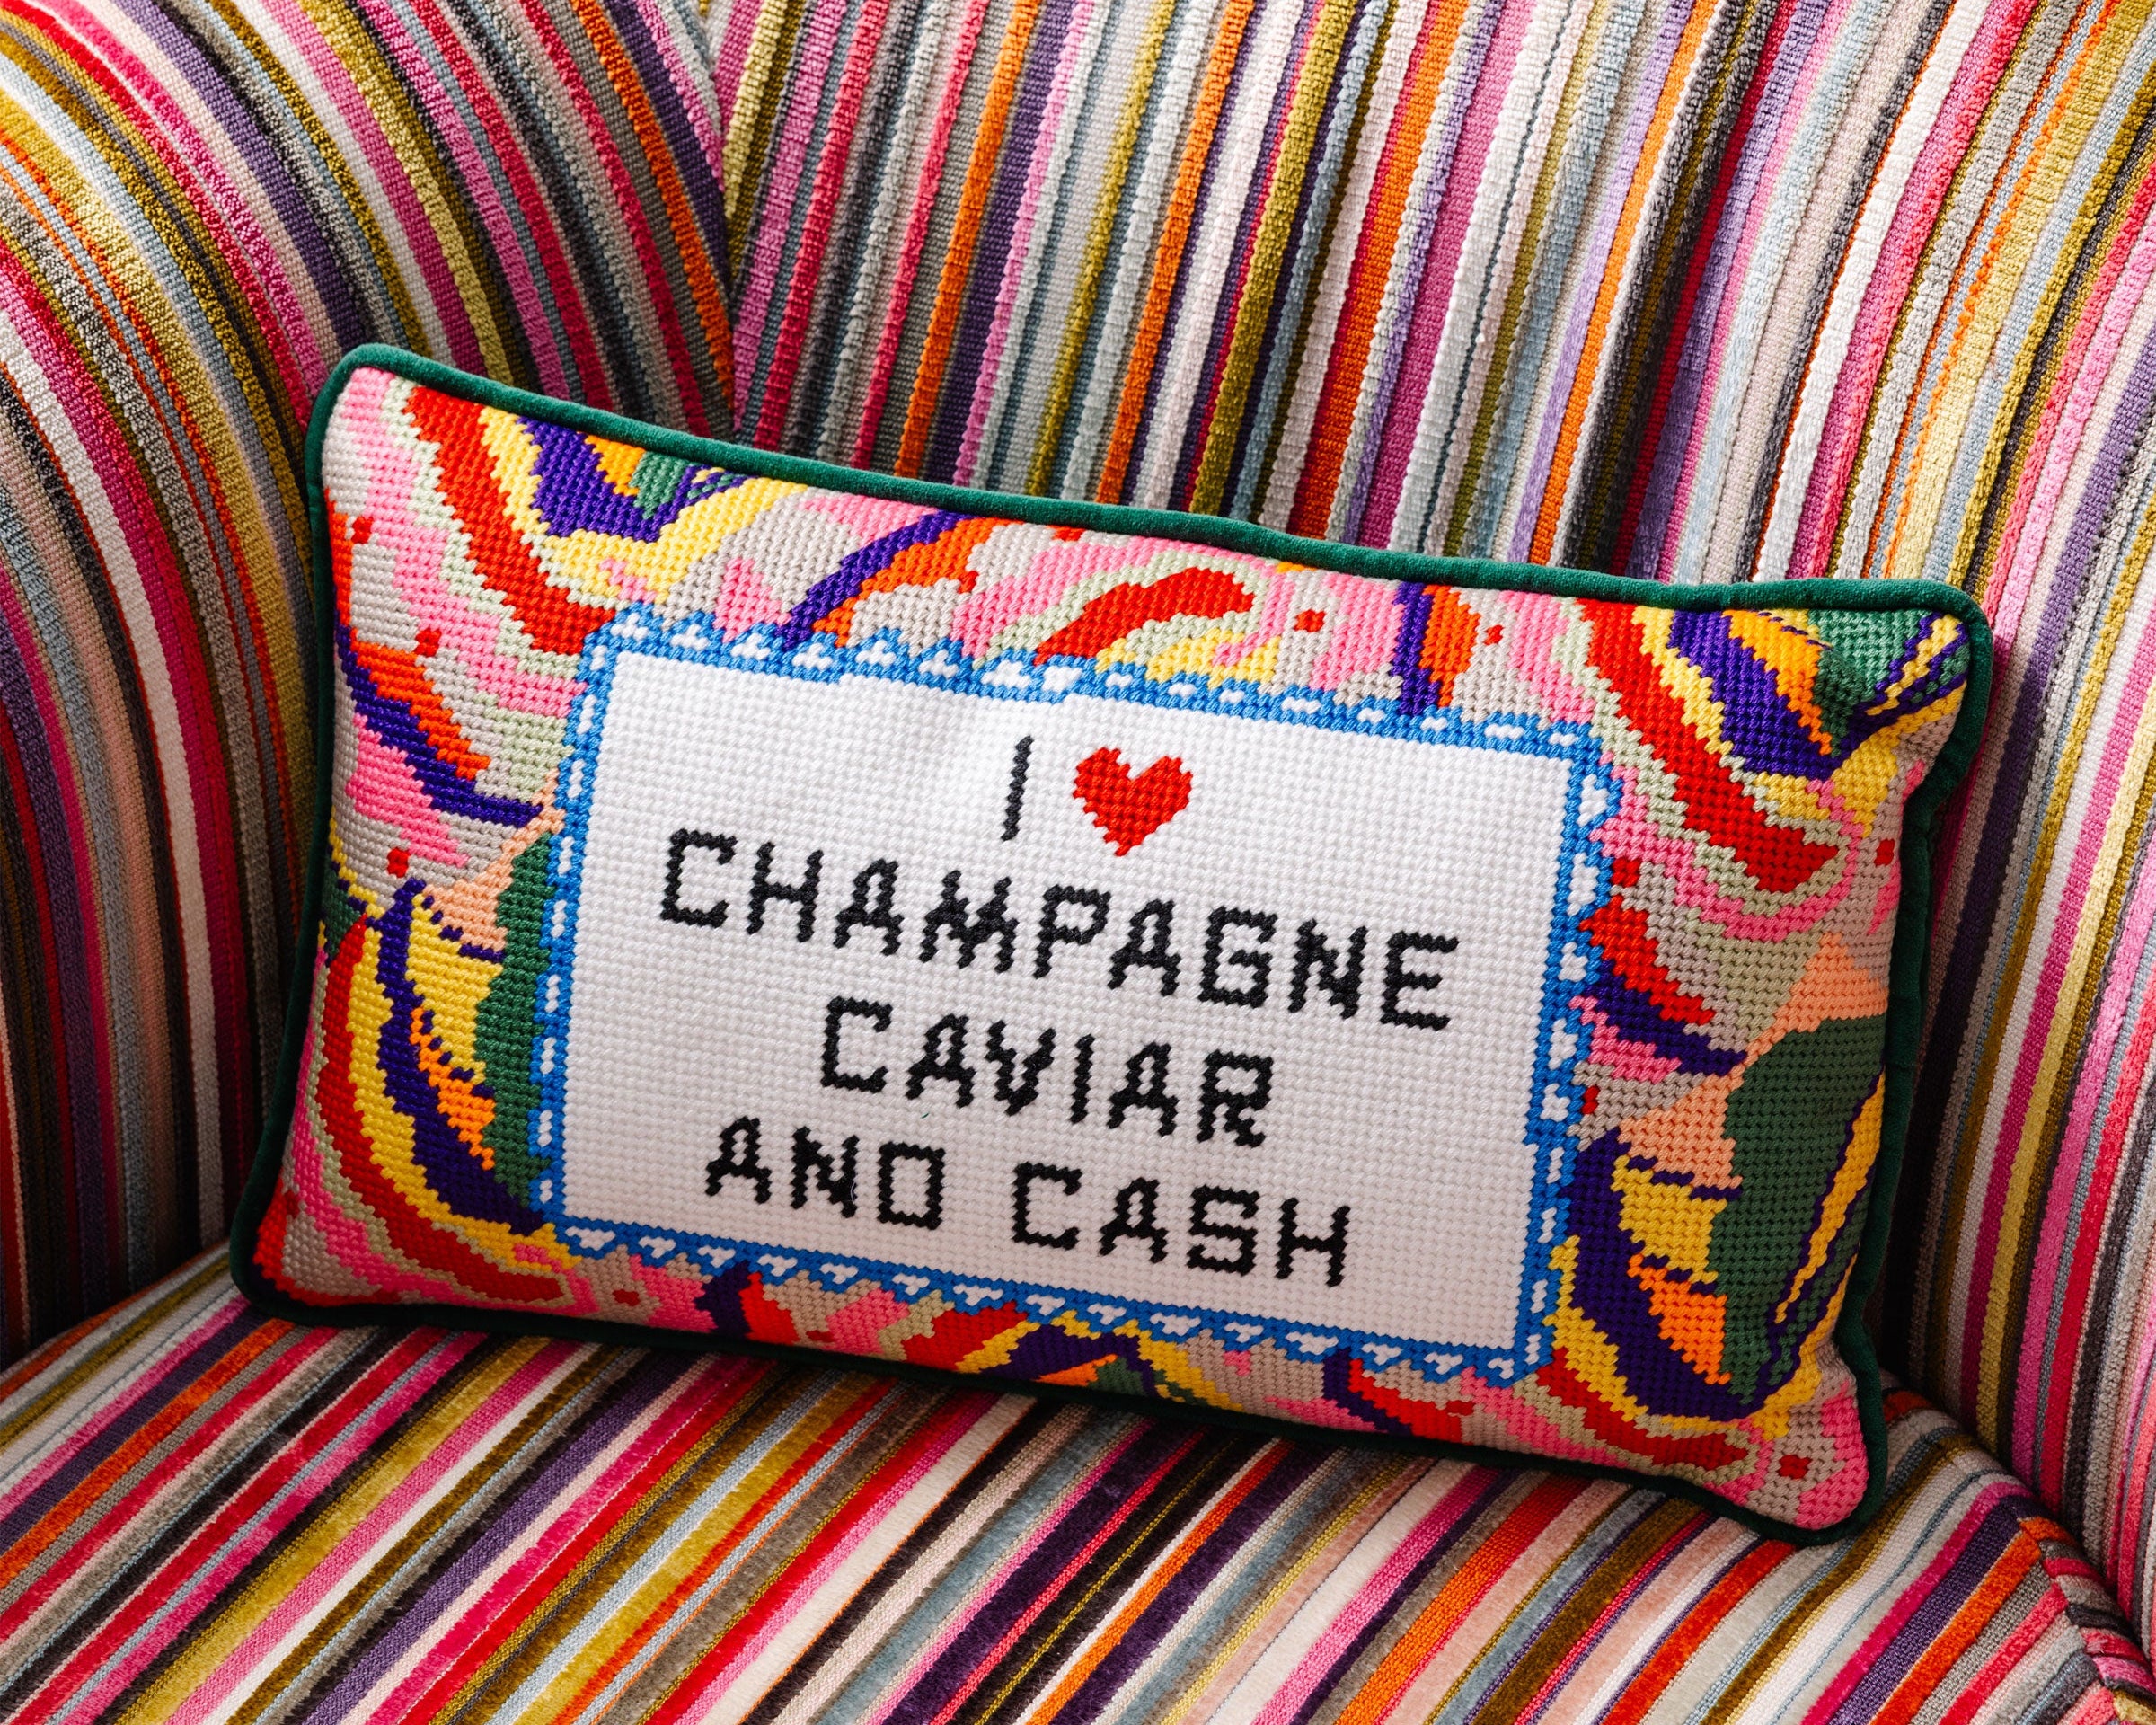 I ❤
CHAMPAGNE
CAVIAR
AND CASH